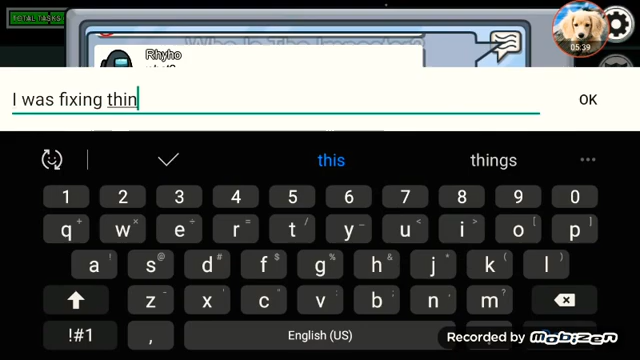 TOTAL TASKS
Who Is The Impostor?
Rhyho
05:39
I was fixing thin
OK
this things
1 2 3 4 5 6 7 8 9 0
q+ w× e÷ r= t/ y_ u< i> o[ p]
a! s@ d# f$ g% h& j* k( l)
z- x' c" v: b; n, m?
!#1 , English (US)
Recorded by MOBIZEN